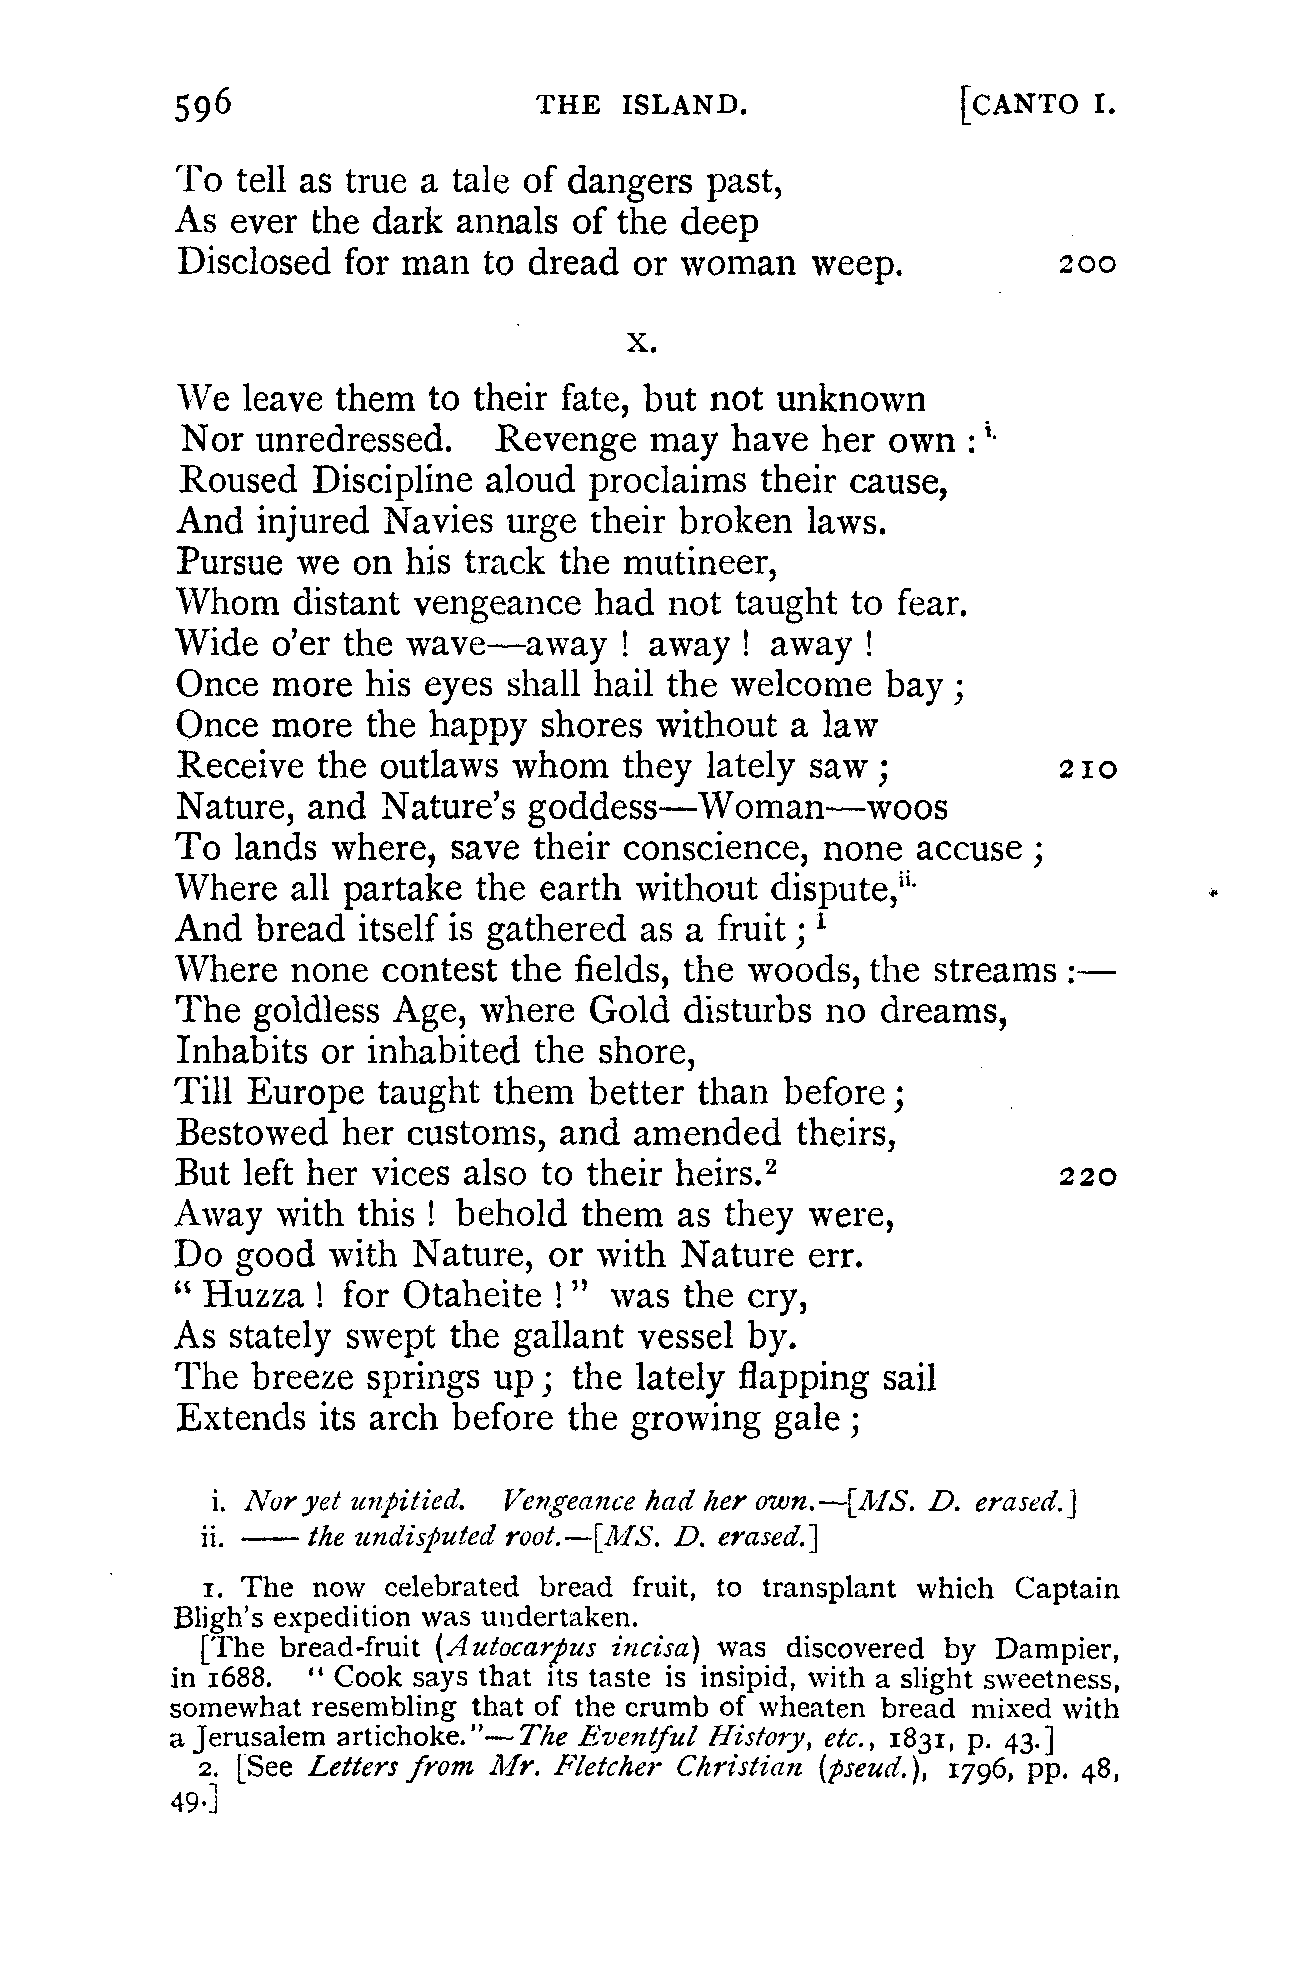 596 THE ISLAND. [CANTO I.
To tell as true a tale of dangers past,
As ever the dark annals of the deep
Disclosed for man to dread or woman weep. 200
X.
We leave them to their fate, but not unknown
Nor unredressed. Revenge may have her own : i.
Roused Discipline aloud proclaims their cause,
And injured Navies urge their broken laws.
Pursue we on his track the mutineer,
Whom distant vengeance had not taught to fear.
Wide o'er the wave—away ! away ! away !
Once more his eyes shall hail the welcome bay ;
Once more the happy shores without a law
Receive the outlaws whom they lately saw ; 210
Nature, and Nature's goddess—Woman—woos
To lands where, save their conscience, none accuse ;
Where all partake the earth without dispute, ii.
And bread itself is gathered as a fruit ; 1
Where none contest the fields, the woods, the streams :—
The goldless Age, where Gold disturbs no dreams,
Inhabits or inhabited the shore,
Till Europe taught them better than before ;
Bestowed her customs, and amended theirs,
But left her vices also to their heirs.2 220
Away with this ! behold them as they were,
Do good with Nature, or with Nature err.
" Huzza ! for Otaheite ! " was the cry,
As stately swept the gallant vessel by.
The breeze springs up ; the lately flapping sail
Extends its arch before the growing gale ;
i. Nor yet unpitied. Vengeance had her own.—[MS. D. erased.]
ii. —— the undisputed root.—[MS. D. erased.]
1. The now celebrated bread fruit, to transplant which Captain
Bligh's expedition was undertaken.
[The bread-fruit (Autocarpus incisa) was discovered by Dampier,
in 1688. " Cook says that its taste is insipid, with a slight sweetness,
somewhat resembling that of the crumb of wheaten bread mixed with
a Jerusalem artichoke."—The Eventful History, etc., 1831, p. 43.]
2. [See Letters from Mr. Fletcher Christian (pseud.), 1796, pp. 48,
49.]